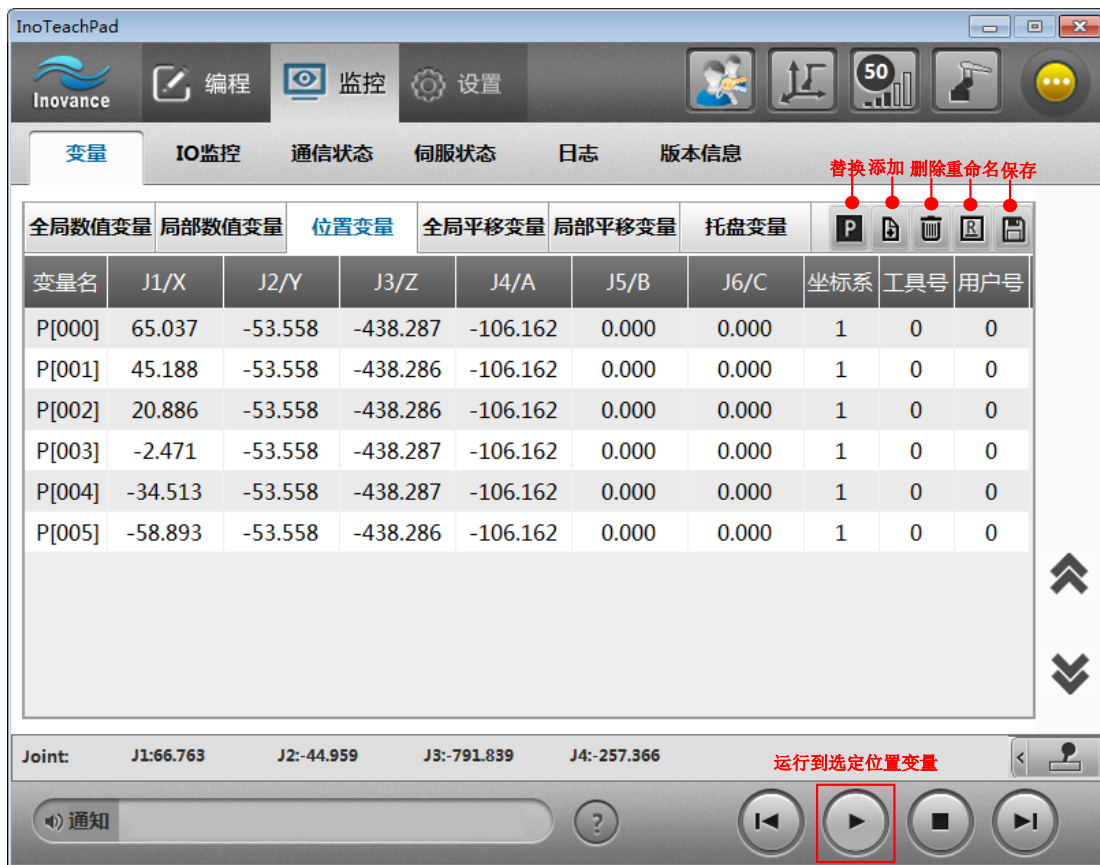 InoTeachPad
Inovance 编程 监控 设置 50
变量 IO监控 通信状态 伺服状态 日志 版本信息
替换 添加 删除 重命名 保存
全局数值变量 局部数值变量 位置变量 全局平移变量 局部平移变量 托盘变量 P R
变量名 J1/X J2/Y J3/Z J4/A J5/B J6/C 坐标系 工具号 用户号
P[000] 65.037 -53.558 -438.287 -106.162 0.000 0.000 1 0 0
P[001] 45.188 -53.558 -438.286 -106.162 0.000 0.000 1 0 0
P[002] 20.886 -53.558 -438.286 -106.162 0.000 0.000 1 0 0
P[003] -2.471 -53.558 -438.287 -106.162 0.000 0.000 1 0 0
P[004] -34.513 -53.558 -438.287 -106.162 0.000 0.000 1 0 0
P[005] -58.893 -53.558 -438.286 -106.162 0.000 0.000 1 0 0
Joint: J1:66.763 J2:-44.959 J3:-791.839 J4:-257.366
运行到选定位置变量
通知 ?